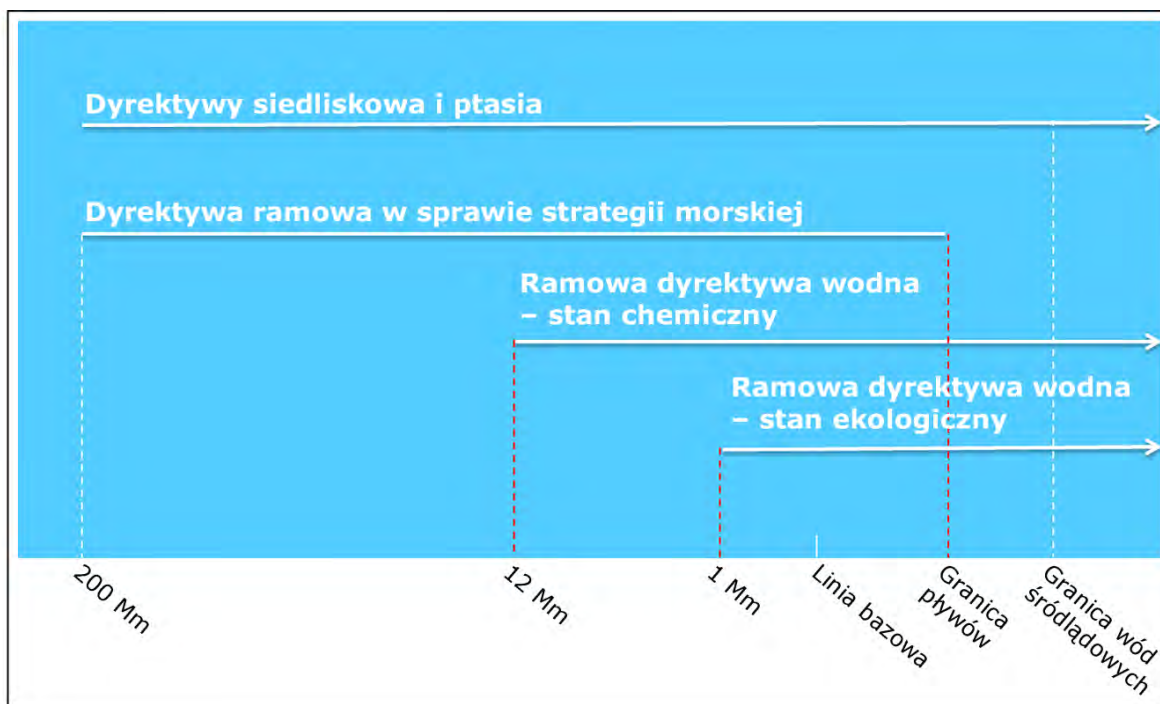 Dyrektywy siedliskowa i ptasia
Dyrektywa ramowa w sprawie strategii morskiej
Ramowa dyrektywa wodna
– stan chemiczny
Ramowa dyrektywa wodna
– stan ekologiczny
200 Mm
12 Mm
1 Mm
Linia bazowa
Granica
pływów
Granica wód
śródlądowych